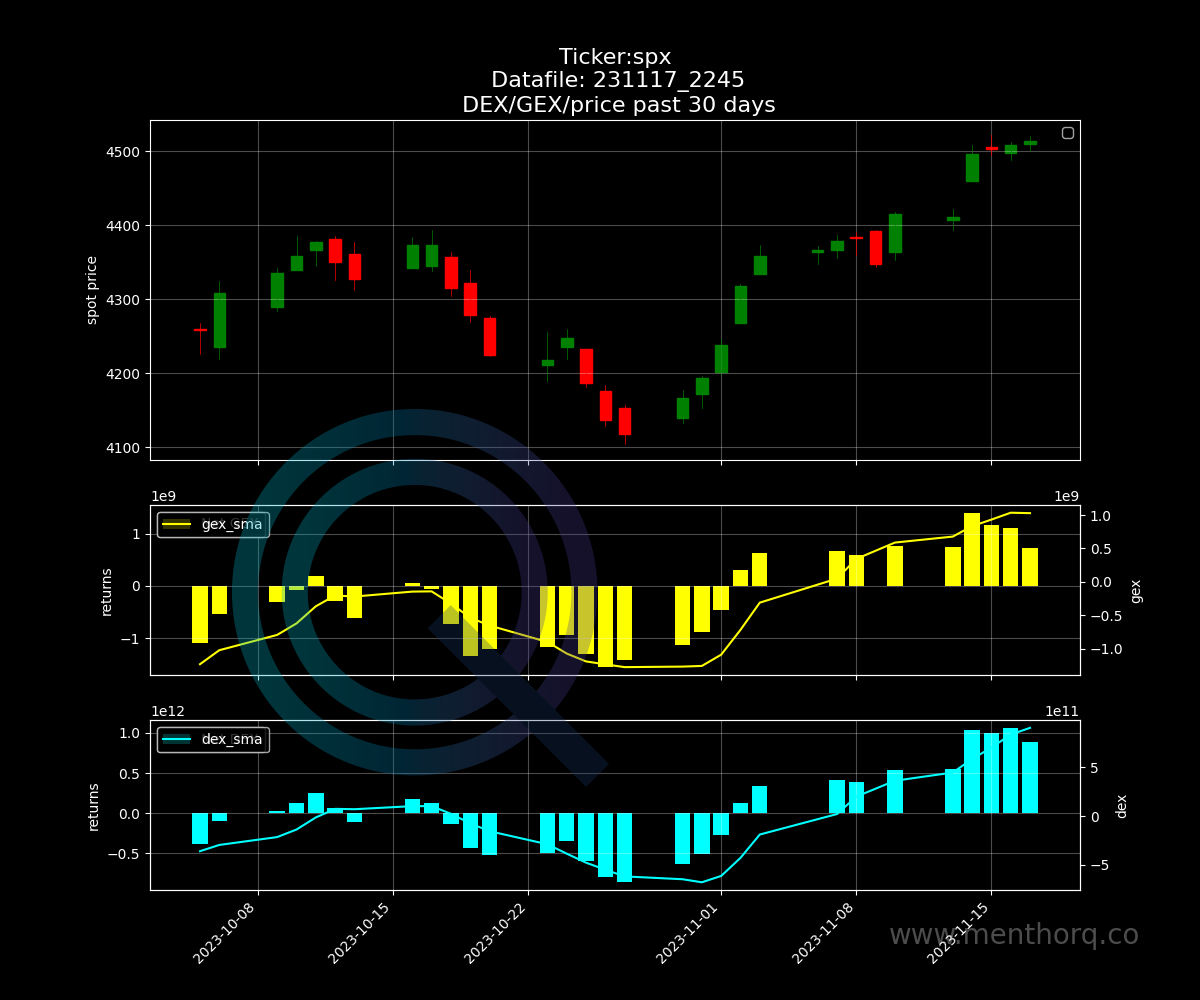 Ticker:spx
Datafile: 231117_2245
DEX/GEX/price past 30 days
spot price
4500
4400
4300
4200
4100
1e9
1e9
gex_sma
returns
1
0
−1
gex
1.0
0.5
0.0
−0.5
−1.0
1e12
1e11
dex_sma
returns
1.0
0.5
0.0
−0.5
dex
5
0
−5
2023-10-08
2023-10-15
2023-10-22
2023-11-01
2023-11-08
2023-11-15
www.menthorq.co